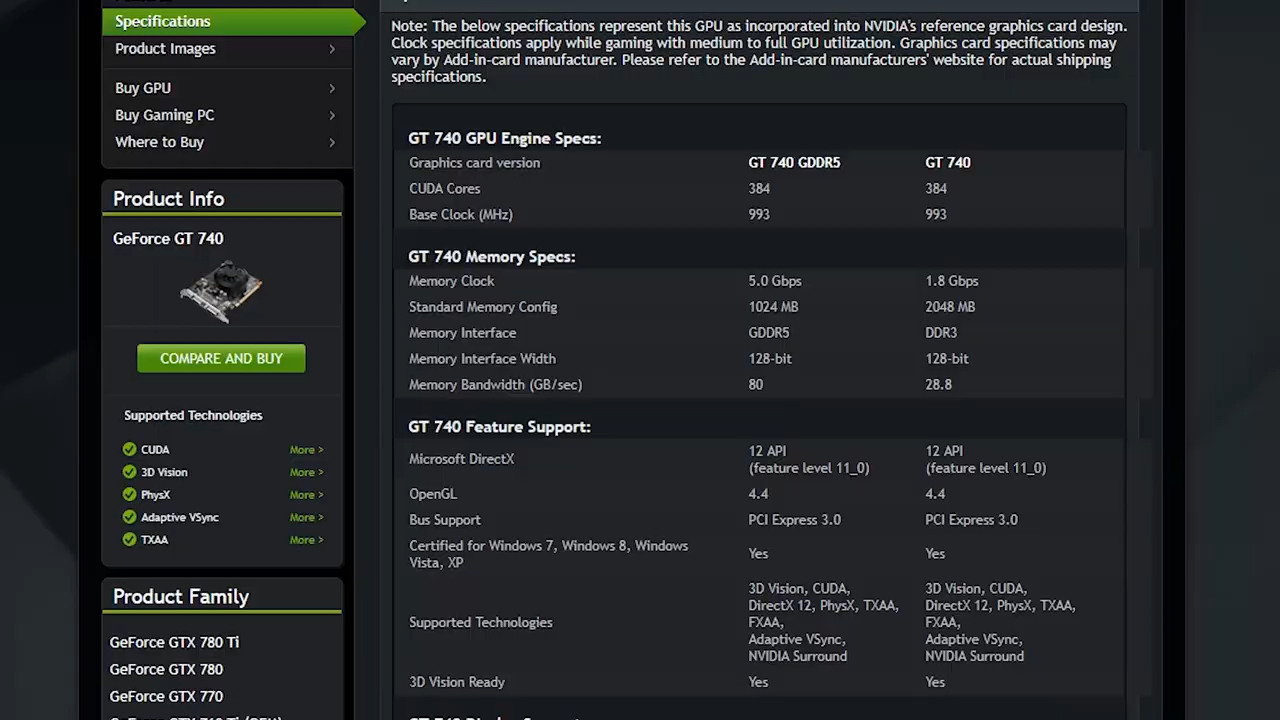 Specifications
Product Images
Buy GPU
Buy Gaming PC
Where to Buy
Product Info
GeForce GT 740
COMPARE AND BUY
Supported Technologies
CUDA More >
3D Vision More >
PhysX More >
Adaptive VSync More >
TXAA More >
Product Family
GeForce GTX 780 Ti
GeForce GTX 780
GeForce GTX 770
Note: The below specifications represent this GPU as incorporated into NVIDIA's reference graphics card design.
Clock specifications apply while gaming with medium to full GPU utilization. Graphics card specifications may
vary by Add-in-card manufacturer. Please refer to the Add-in-card manufacturers' website for actual shipping
specifications.
GT 740 GPU Engine Specs:
Graphics card version GT 740 GDDR5 GT 740
CUDA Cores 384 384
Base Clock (MHz) 993 993
GT 740 Memory Specs:
Memory Clock 5.0 Gbps 1.8 Gbps
Standard Memory Config 1024 MB 2048 MB
Memory Interface GDDR5 DDR3
Memory Interface Width 128-bit 128-bit
Memory Bandwidth (GB/sec) 80 28.8
GT 740 Feature Support:
Microsoft DirectX
12 API 12 API
(feature level 11_0) (feature level 11_0)
OpenGL 4.4 4.4
Bus Support PCI Express 3.0 PCI Express 3.0
Certified for Windows 7, Windows 8, Windows
Vista, XP
Yes Yes
Supported Technologies
3D Vision, CUDA, 3D Vision, CUDA,
DirectX 12, PhysX, TXAA, DirectX 12, PhysX, TXAA,
FXAA, FXAA,
Adaptive VSync, Adaptive VSync,
NVIDIA Surround NVIDIA Surround
3D Vision Ready Yes Yes